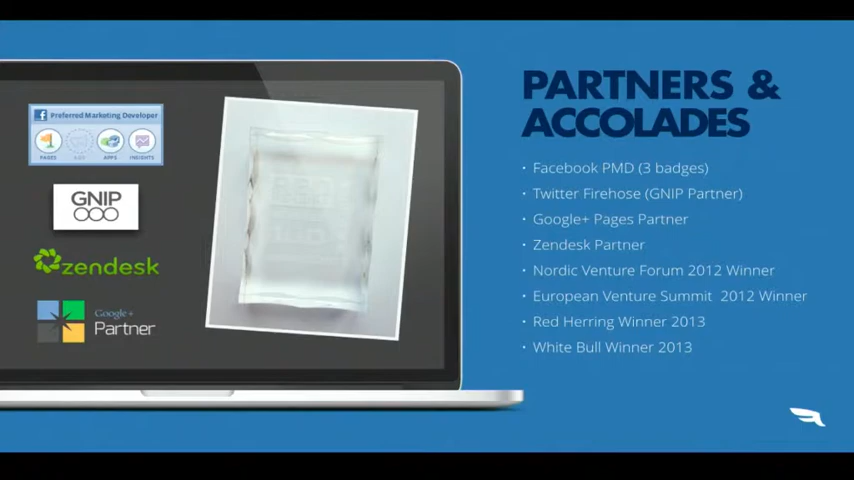 Preferred Marketing Developer
PAGES
APPS
INSIGHTS
GNIP
zendesk
Google+
Partner
PARTNERS &
ACCOLADES
· Facebook PMD (3 badges)
· Twitter Firehose (GNIP Partner)
· Google+ Pages Partner
· Zendesk Partner
· Nordic Venture Forum 2012 Winner
· European Venture Summit 2012 Winner
· Red Herring Winner 2013
· White Bull Winner 2013